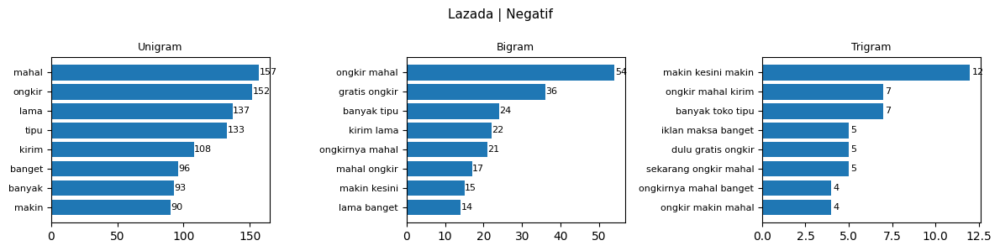 Lazada | Negatif
Unigram
mahal 157
ongkir 152
lama 137
tipu 133
kirim 108
banget 96
banyak 93
makin 90
0 50 100 150
Bigram
ongkir mahal 54
gratis ongkir 36
banyak tipu 24
kirim lama 22
ongkirnya mahal 21
mahal ongkir 17
makin kesini 15
lama banget 14
0 10 20 30 40 50
Trigram
makin kesini makin 12
ongkir mahal kirim 7
banyak toko tipu 7
iklan maksa banget 5
dulu gratis ongkir 5
sekarang ongkir mahal 5
ongkirnya mahal banget 4
ongkir makin mahal 4
0.0 2.5 5.0 7.5 10.0 12.5